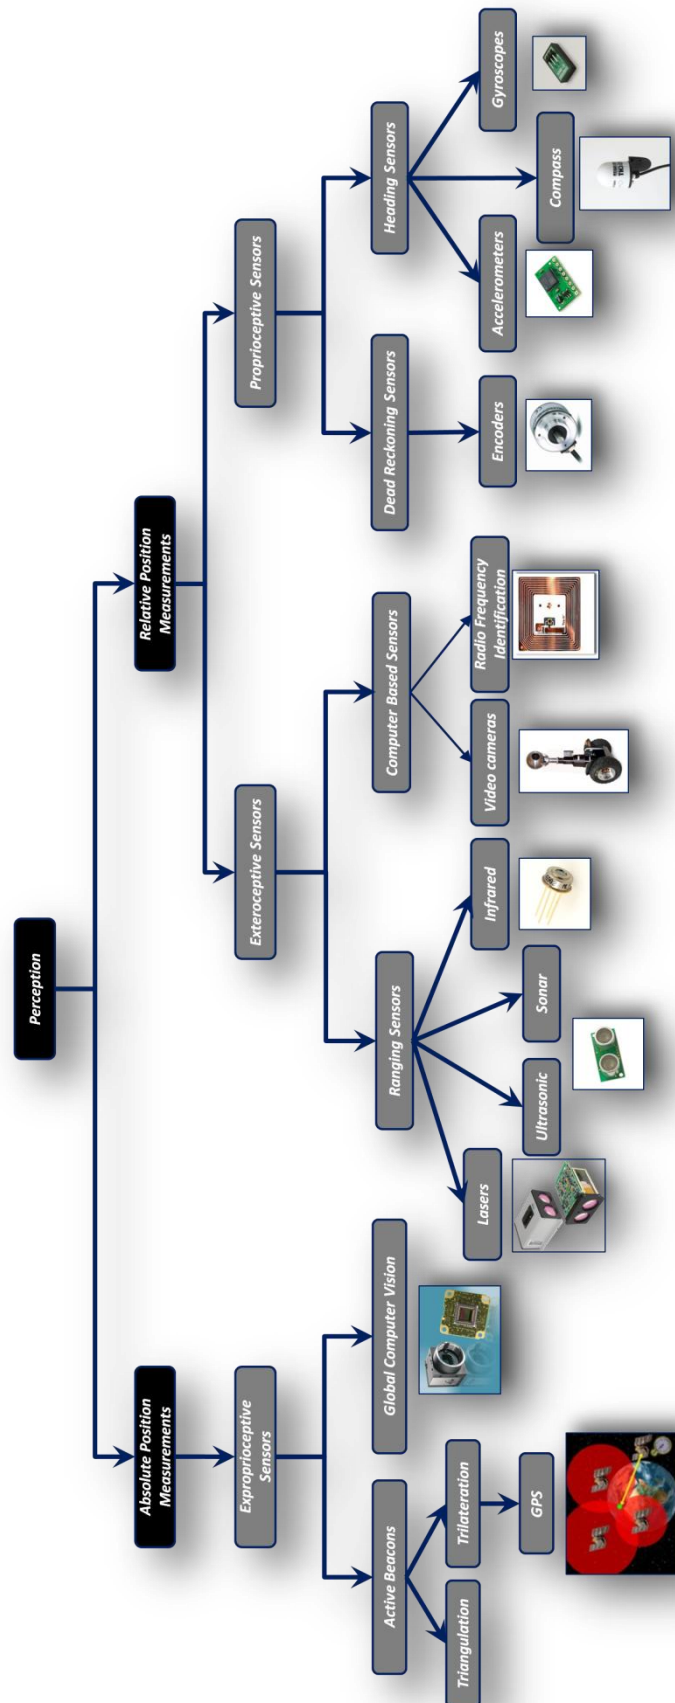 Perception
Absolute Position
Measurements
Relative Position
Measurements
Exproprioceptive
Sensors
Exteroceptive Sensors
Proprioceptive Sensors
Active Beacons
Global Computer Vision
Ranging Sensors
Computer Based Sensors
Dead Reckoning Sensors
Heading Sensors
Triangulation
Trilateration
Lasers
Ultrasonic
Sonar
Infrared
Video cameras
Radio Frequency
Identification
Encoders
Accelerometers
Compass
Gyroscopes
GPS